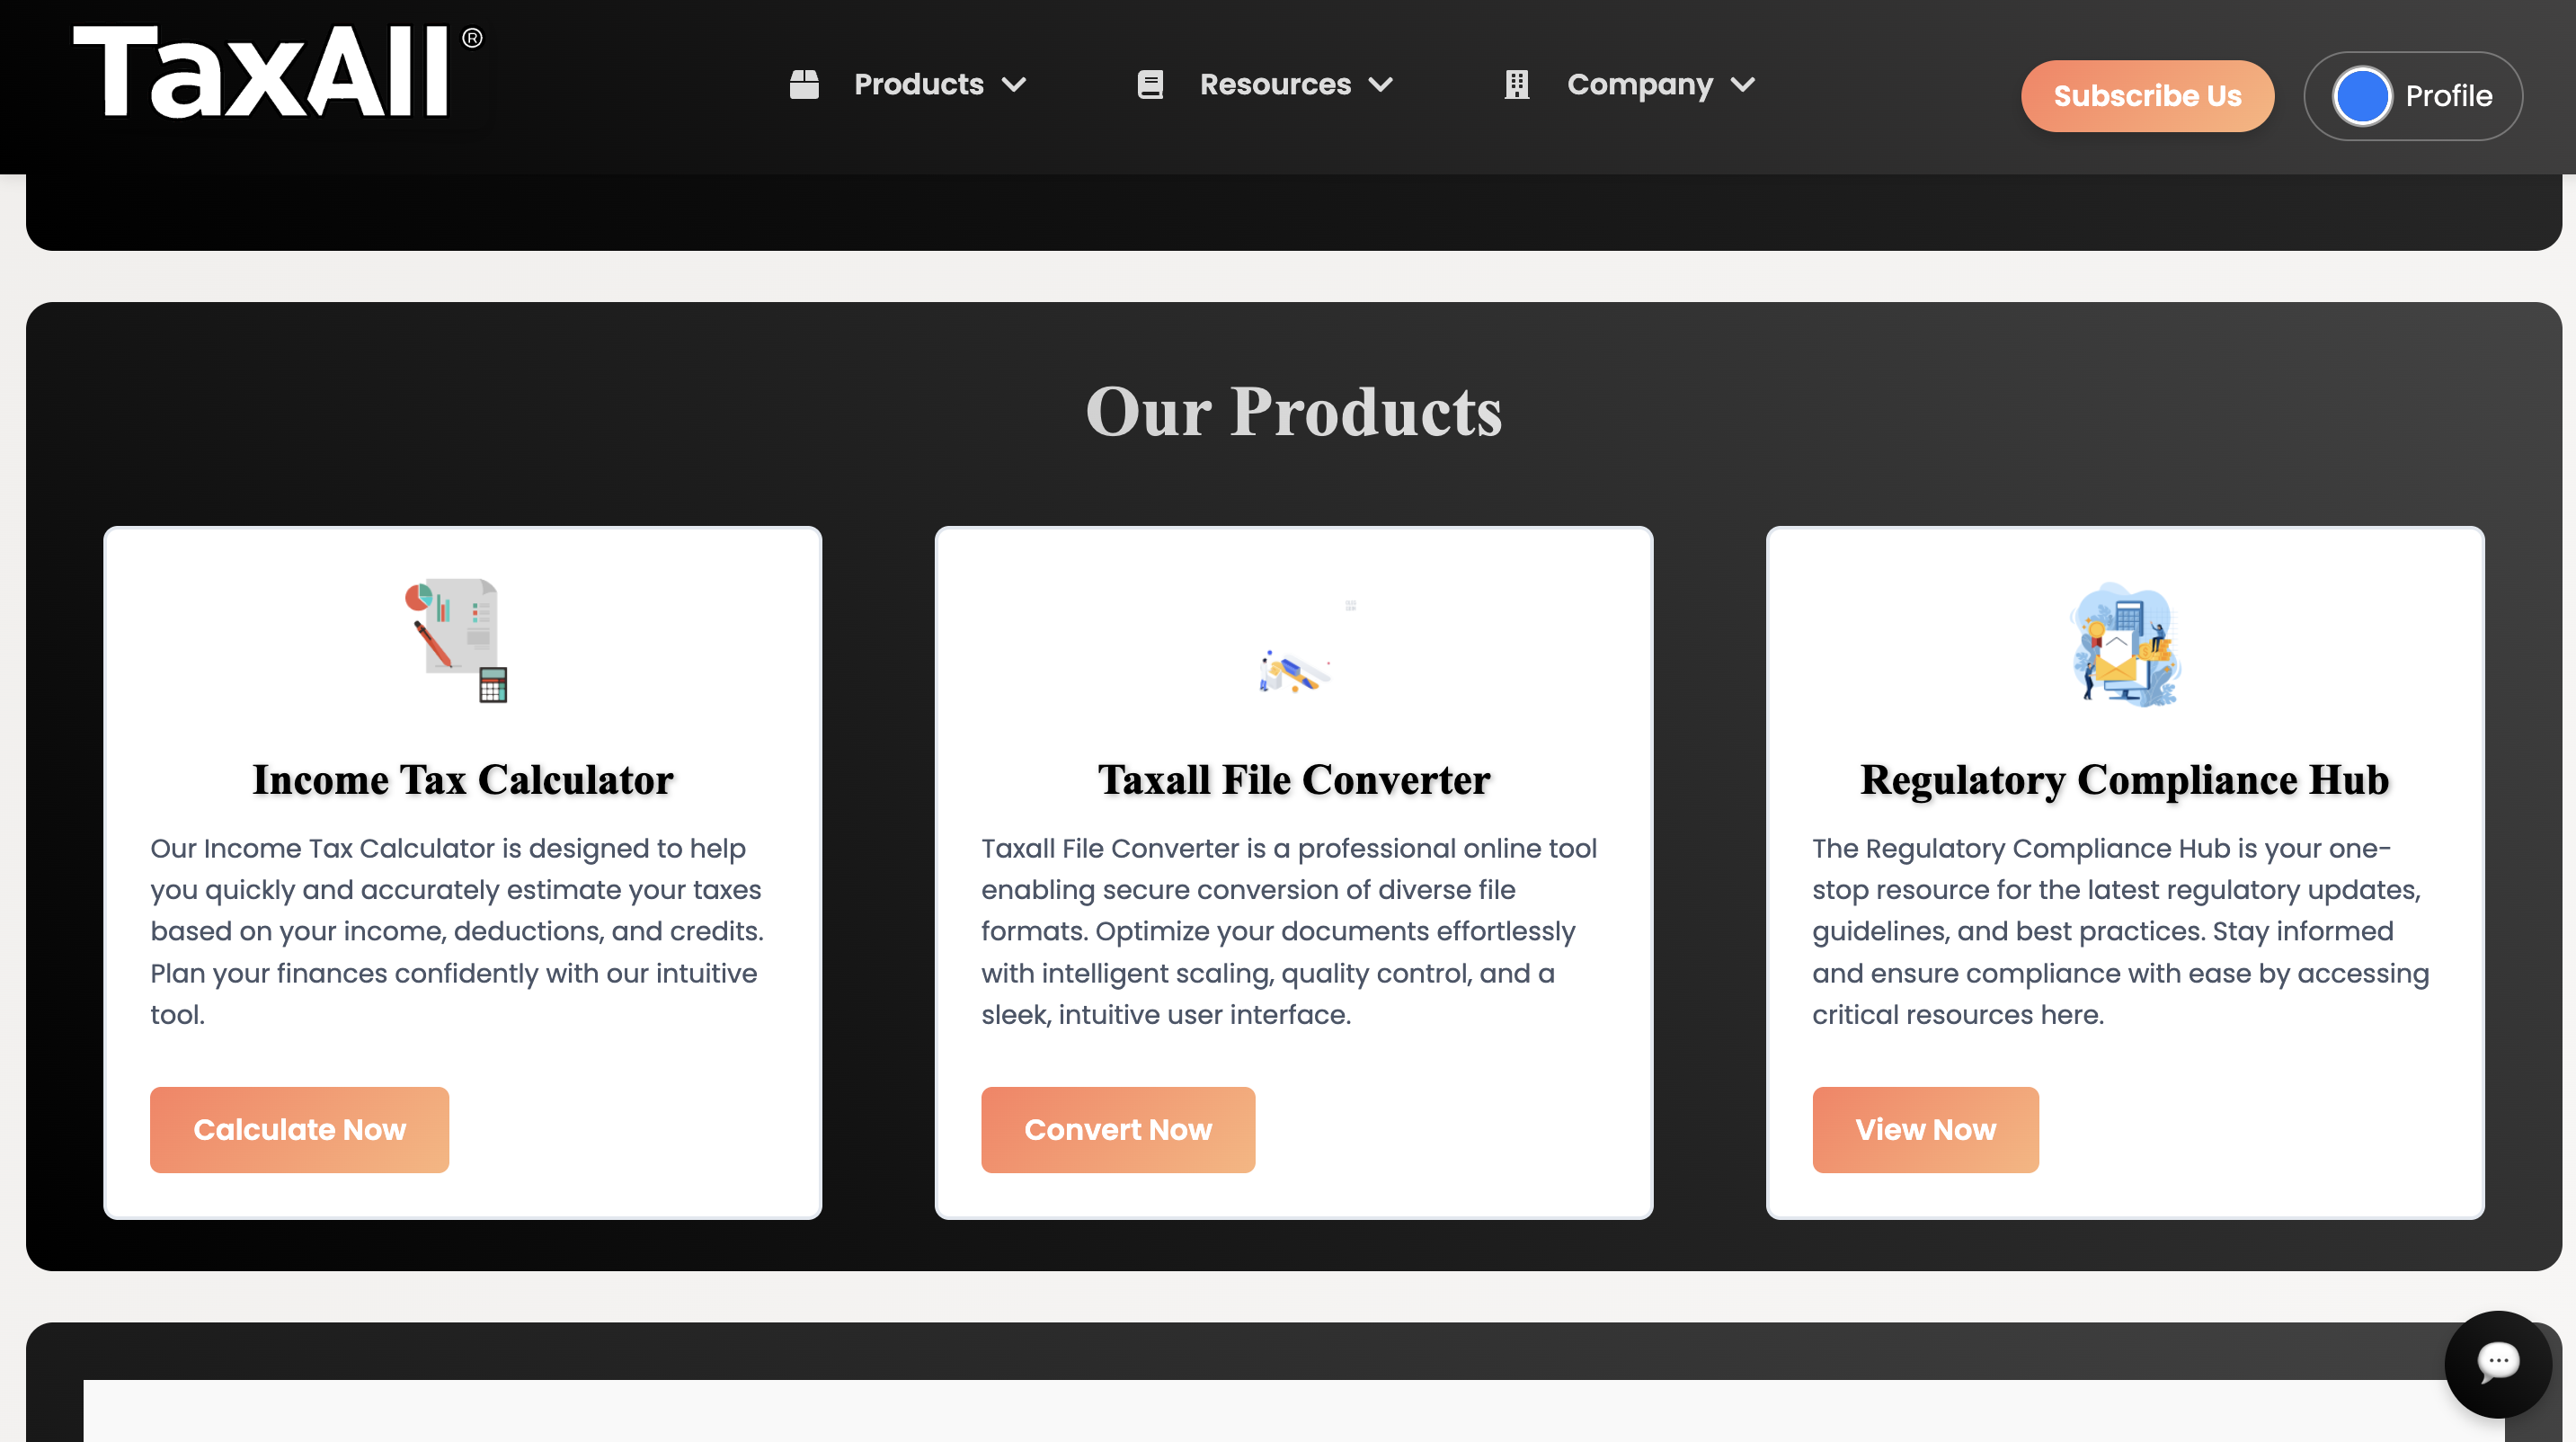 TaxAll®
Products
Resources
Company
Subscribe Us
Profile
Our Products
Income Tax Calculator
Our Income Tax Calculator is designed to help
you quickly and accurately estimate your taxes
based on your income, deductions, and credits.
Plan your finances confidently with our intuitive
tool.
Calculate Now
Taxall File Converter
Taxall File Converter is a professional online tool
enabling secure conversion of diverse file
formats. Optimize your documents effortlessly
with intelligent scaling, quality control, and a
sleek, intuitive user interface.
Convert Now
Regulatory Compliance Hub
The Regulatory Compliance Hub is your one-
stop resource for the latest regulatory updates,
guidelines, and best practices. Stay informed
and ensure compliance with ease by accessing
critical resources here.
View Now